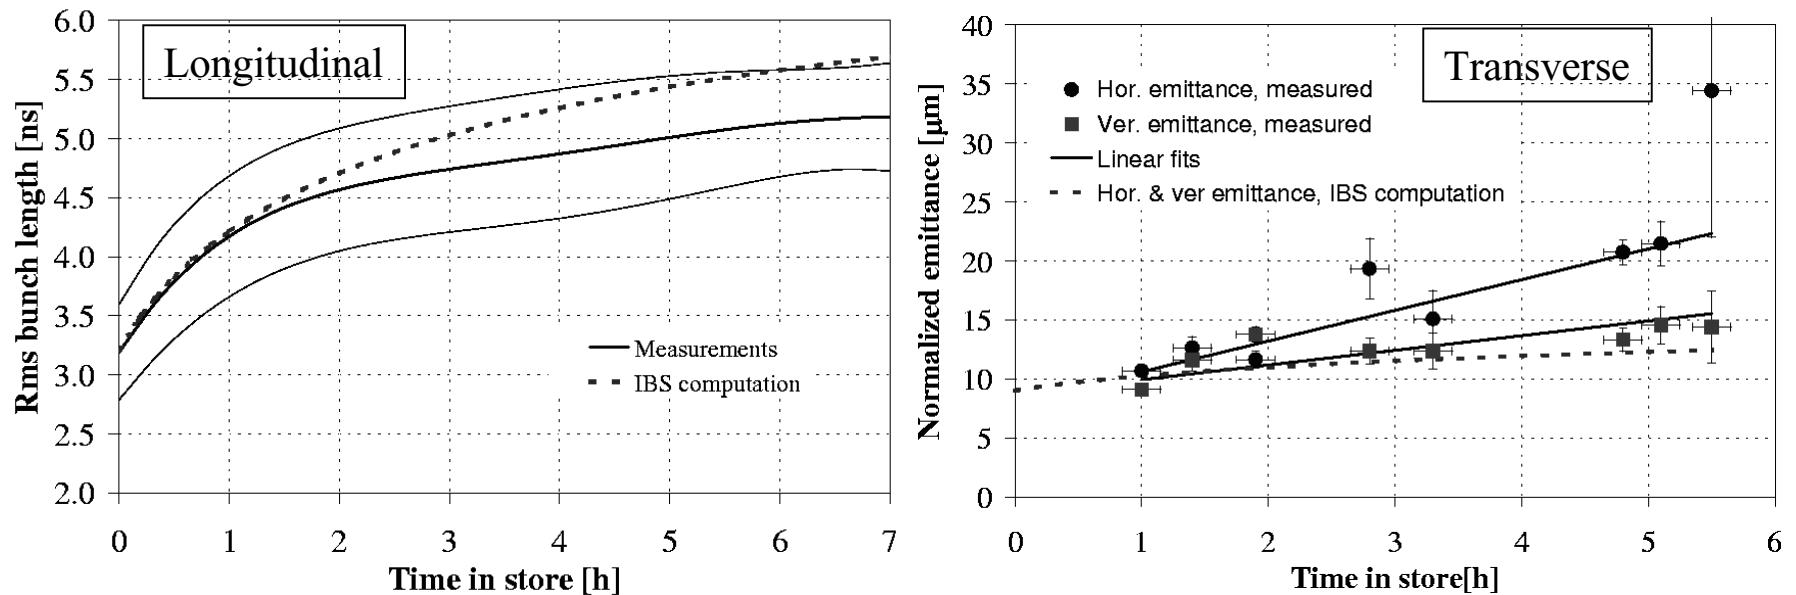 Longitudinal
Rms bunch length [ns]
6.0
5.5
5.0
4.5
4.0
3.5
3.0
2.5
2.0
Measurements
IBS computation
0 1 2 3 4 5 6 7
Time in store [h]
Transverse
Normalized emittance [µm]
40
35
30
25
20
15
10
5
0
Hor. emittance, measured
Ver. emittance, measured
Linear fits
Hor. & ver emittance, IBS computation
0 1 2 3 4 5 6
Time in store[h]